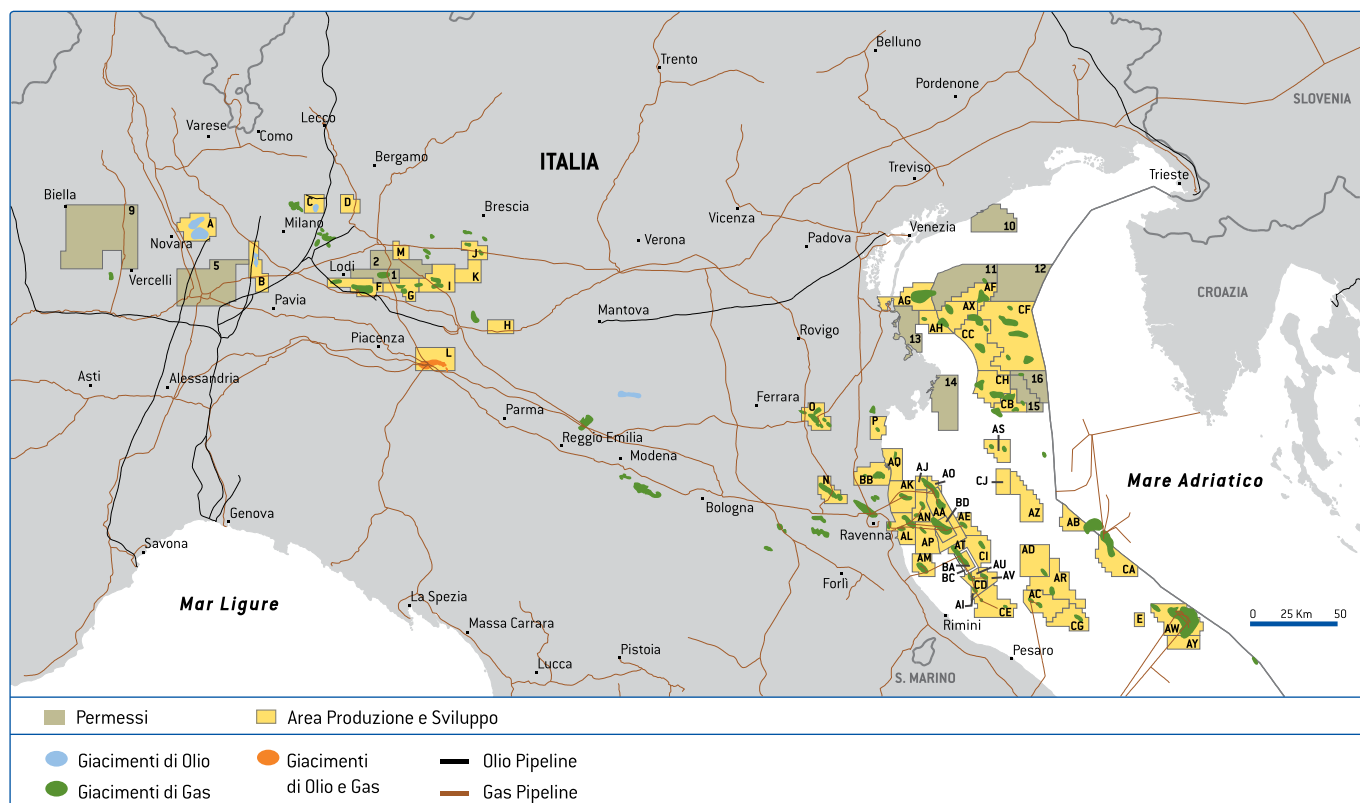 Belluno
Trento
Pordenone
SLOVENIA
Lecco
Varese
Como
ITALIA
Bergamo
Treviso
Trieste
Biella
9
C
D
Brescia
A
Milano
Vicenza
Venezia
10
Novara
Verona
Padova
M
2
J
Vercelli
5
Lodi
1
K
11
12
B
F
G
I
AF
CROAZIA
Pavia
AG
AX
CF
Mantova
H
AH
Rovigo
CC
13
Piacenza
L
Asti
Alessandria
CH
16
14
Ferrara
O
CB
15
Parma
P
AS
Reggio Emilia
Modena
AQ
AJ
AO
BB
CJ
Mare Adriatico
N
AK
BD
Bologna
AA
AZ
AN
AE
AB
Genova
Ravenna
AL
AP
AT
CI
AD
Savona
AM
BA
AU
BC
AV
CA
Forlì
CD
AR
Mar Ligure
La Spezia
AI
AC
CE
Rimini
CG
E
AW
0 25 Km 50
Massa Carrara
AY
Pistoia
Pesaro
Lucca
S. MARINO
Permessi
Area Produzione e Sviluppo
Giacimenti di Olio
Giacimenti
di Olio e Gas
Olio Pipeline
Giacimenti di Gas
Gas Pipeline